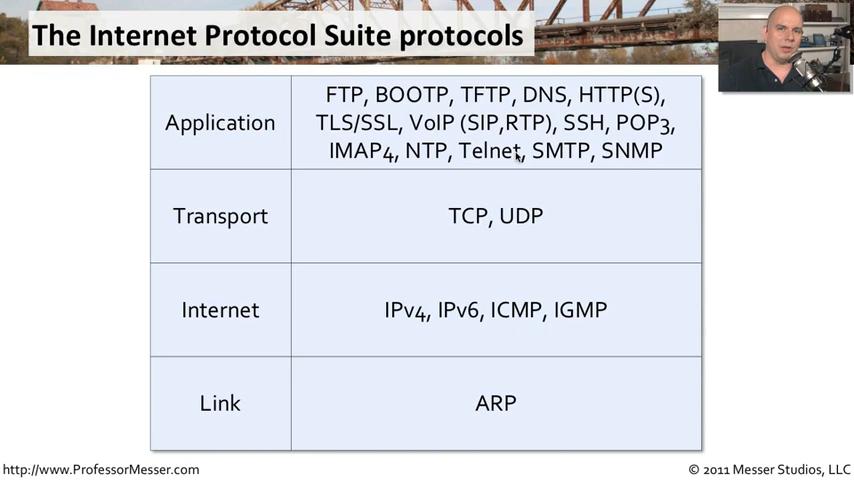 The Internet Protocol Suite protocols
Application
FTP, BOOTP, TFTP, DNS, HTTP(S),
TLS/SSL, VoIP (SIP,RTP), SSH, POP3,
IMAP4, NTP, Telnet, SMTP, SNMP
Transport
TCP, UDP
Internet
IPv4, IPv6, ICMP, IGMP
Link
ARP
http://www.ProfessorMesser.com
© 2011 Messer Studios, LLC